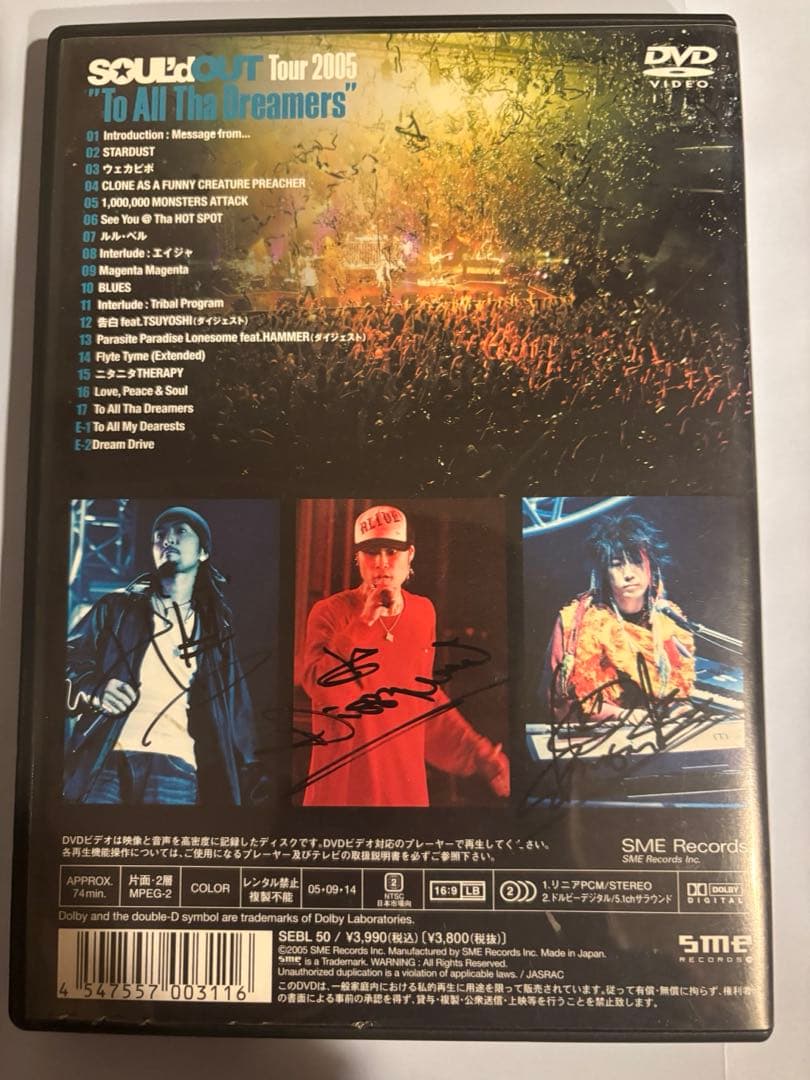 SOUL'd OUT Tour 2005
"To All Tha Dreamers"
DVD
VIDEO
01 Introduction : Message from...
02 STARDUST
03 ウェカピポ
04 CLONE AS A FUNNY CREATURE PREACHER
05 1,000,000 MONSTERS ATTACK
06 See You @ Tha HOT SPOT
07 ルル・ベル
08 Interlude : エイジャ
09 Magenta Magenta
10 BLUES
11 Interlude : Tribal Program
12 告白 feat.TSUYOSHI(ダイジェスト)
13 Parasite Paradise Lonesome feat.HAMMER(ダイジェスト)
14 Flyte Tyme (Extended)
15 ニタニタTHERAPY
16 Love, Peace & Soul
17 To All Tha Dreamers
E-1 To All My Dearests
E-2 Dream Drive
ALIVE
DVDビデオは映像と音声を高密度に記録したディスクです。DVDビデオ対応のプレーヤーで再生してく
さい。
各再生機能操作については、ご使用になるプレーヤー及びテレビの取扱説明書を必ずご参照下さい。
SME Records
SME Records Inc.
APPROX.
74min.
片面・2層
MPEG-2
COLOR
レンタル禁止
複製不能
05・09・14
2
NTSC
日本市場向
16:9 LB
2
1.リニアPCM/STEREO
2.ドルビーデジタル/5.1chサラウンド
DOLBY
DIGITAL
Dolby and the double-D symbol are trademarks of Dolby Laboratories.
4 547557 003116
SEBL 50 / ¥3,990(税込)〔¥3,800(税抜)〕
©2005 SME Records Inc. Manufactured by SME Records Inc. Made in Japan.
sme is a Trademark. WARNING : All Rights Reserved.
Unauthorized duplication is a violation of applicable laws. / JASRAC
このDVDは、一般家庭内における私的再生に用途を限って販売されています。従って有償・無償に拘らず、権利者
の書面による事前の承認を得ず、貸与・複製・公衆送信・上映等を行うことを禁止致します。
sme
RECORDS